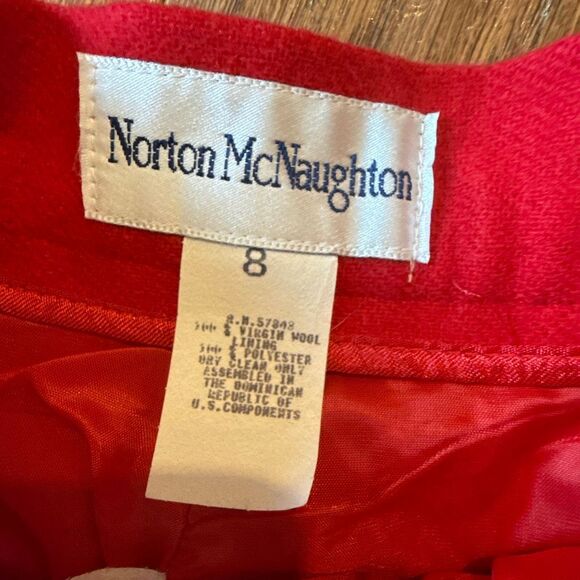 Norton McNaughton
8
R.N.57848
100 % VIRGIN WOOL
LINING
100 % POLYESTER
DRY CLEAN ONLY
ASSEMBLED IN
THE DOMINICAN
REPUBLIC OF
U.S.COMPONENTS